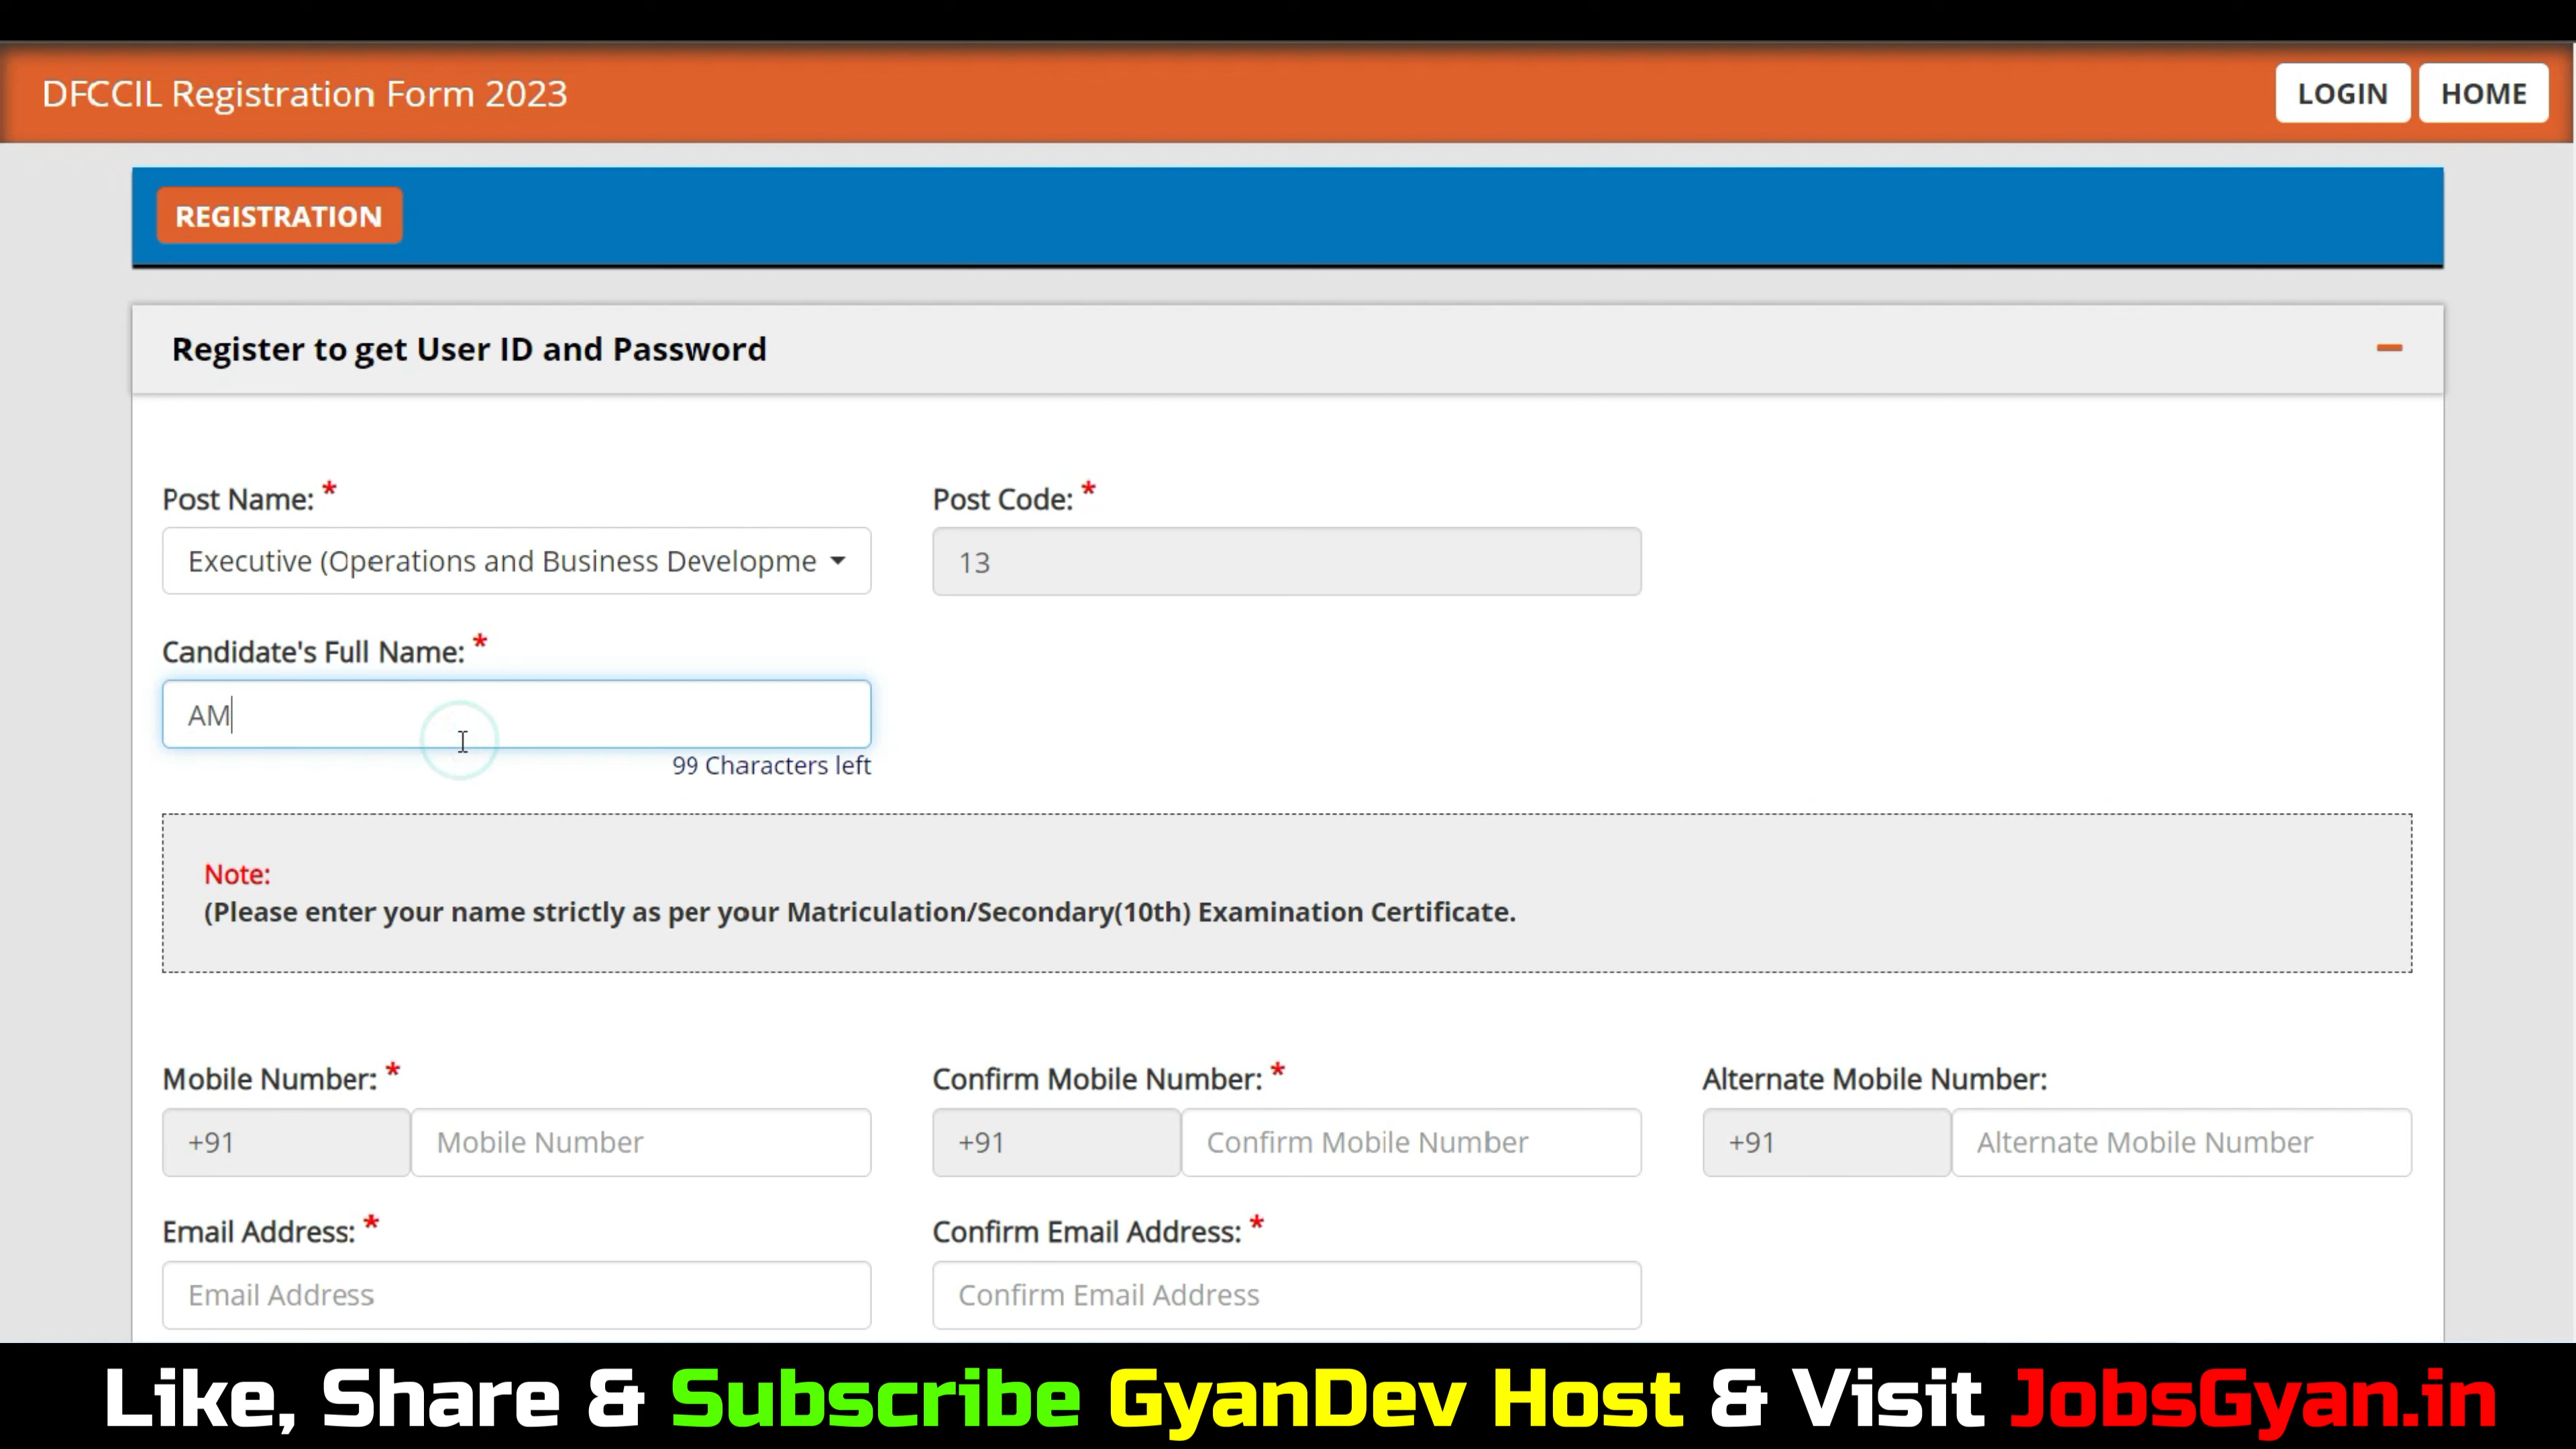 DFCCIL Registration Form 2023
LOGIN HOME
REGISTRATION
Register to get User ID and Password
Post Name: * Post Code: *
Executive (Operations and Business Developme 13
Candidate's Full Name: *
AM
99 Characters left
Note:
(Please enter your name strictly as per your Matriculation/Secondary(10th) Examination Certificate.
Mobile Number: * Confirm Mobile Number: * Alternate Mobile Number:
+91 Mobile Number +91 Confirm Mobile Number +91 Alternate Mobile Number
Email Address: * Confirm Email Address: *
Email Address Confirm Email Address
Like, Share & Subscribe GyanDev Host & Visit JobsGyan.in